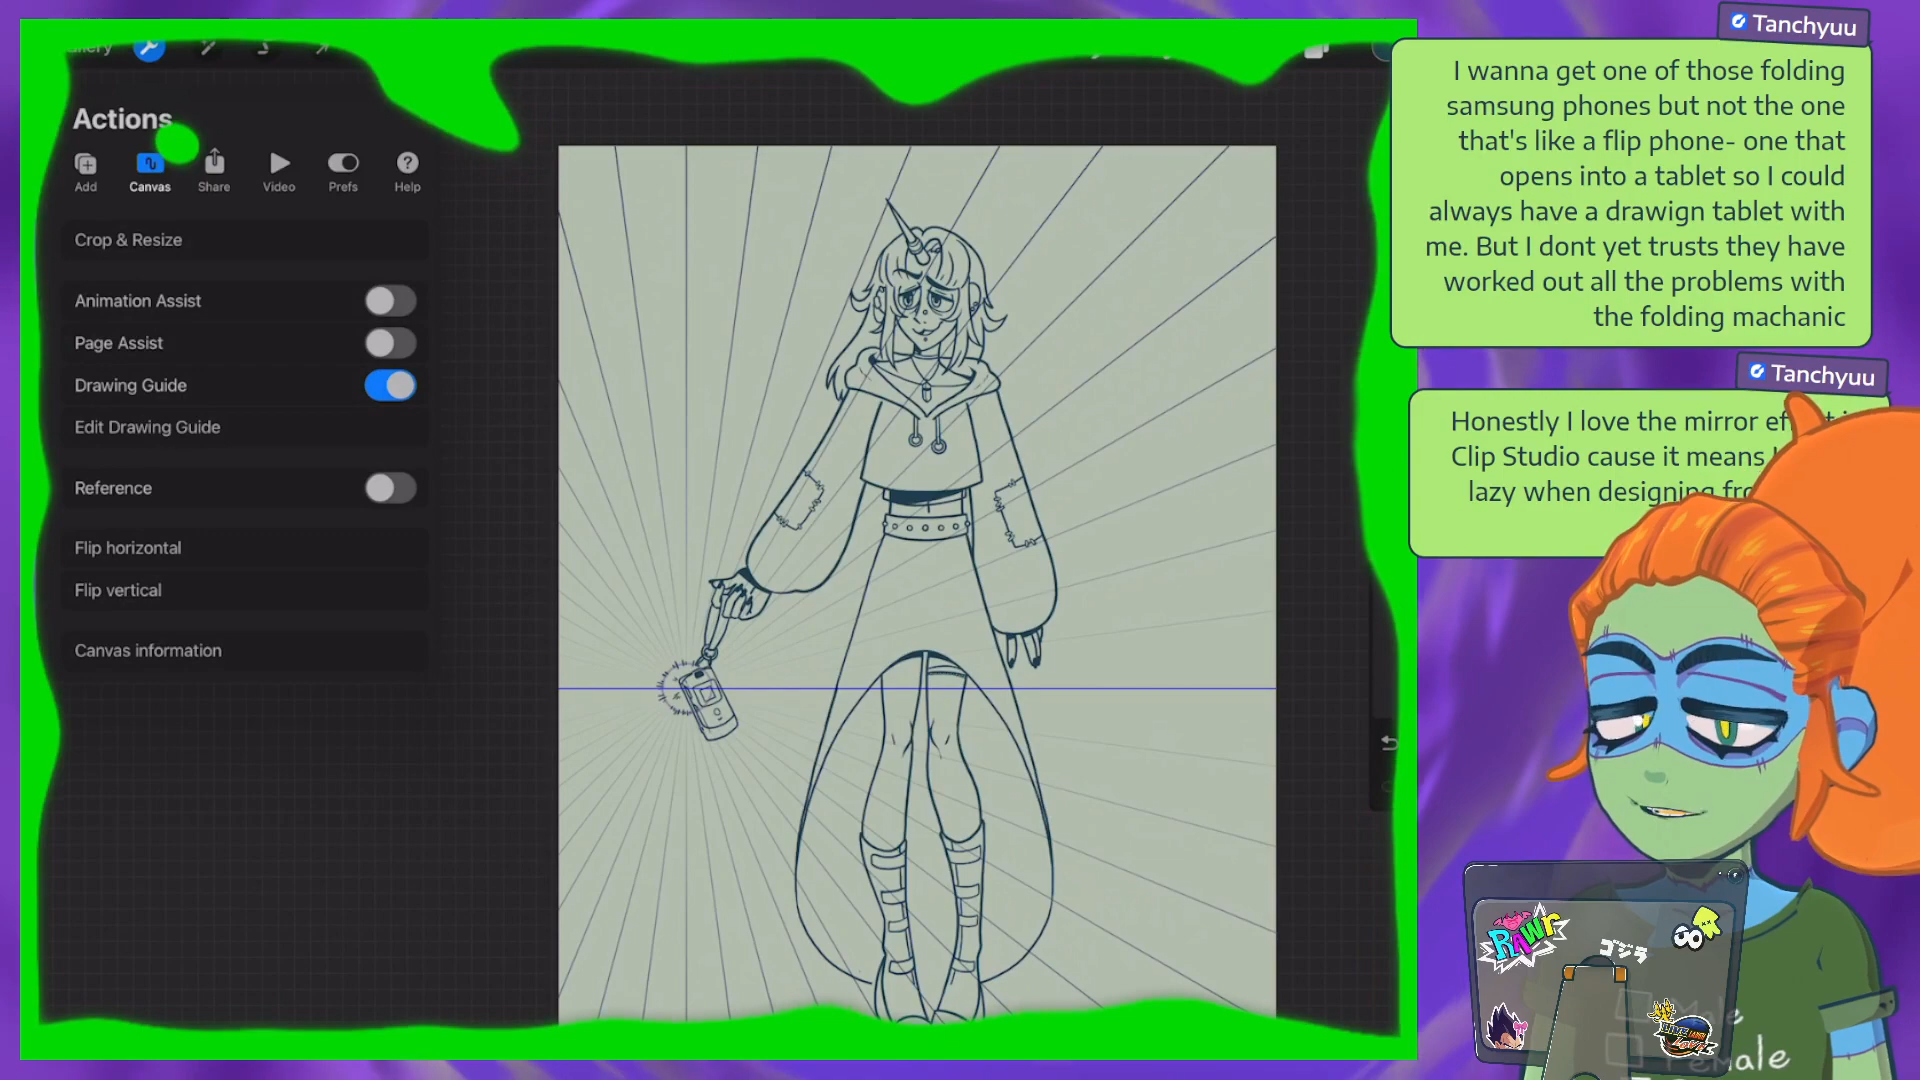 Actions
Add
Canvas
Share
Video
Prefs
Help
Crop & Resize
Animation Assist
Page Assist
Drawing Guide
Edit Drawing Guide
Reference
Flip horizontal
Flip vertical
Canvas information
Tanchyuu
I wanna get one of those folding
samsung phones but not the one
that's like a flip phone- one that
opens into a tablet so I could
always have a drawign tablet with
me. But I dont yet trusts they have
worked out all the problems with
the folding machanic
Tanchyuu
Honestly I love the mirror
Clip Studio cause it means
lazy when designing
RAWr
ゴジラ